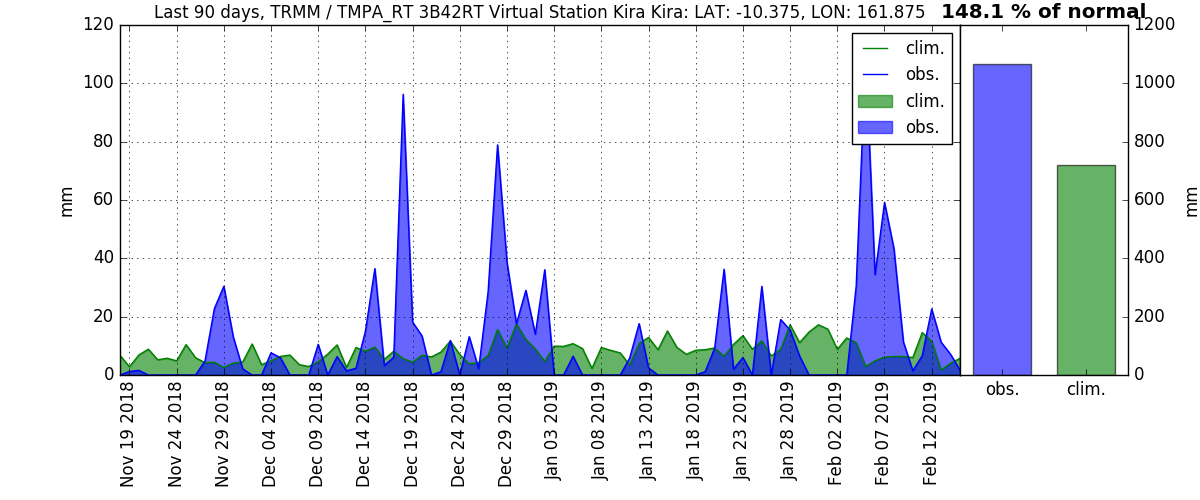 Last 90 days, TRMM / TMPA_RT 3B42RT Virtual Station Kira Kira: LAT: -10.375, LON: 161.875 148.1 % of normal
120
100
80
60
40
20
0
mm
clim.
obs.
clim.
obs.
1200
1000
800
600
400
200
0
mm
obs.
clim.
Nov 19 2018
Nov 24 2018
Nov 29 2018
Dec 04 2018
Dec 09 2018
Dec 14 2018
Dec 19 2018
Dec 24 2018
Dec 29 2018
Jan 03 2019
Jan 08 2019
Jan 13 2019
Jan 18 2019
Jan 23 2019
Jan 28 2019
Feb 02 2019
Feb 07 2019
Feb 12 2019